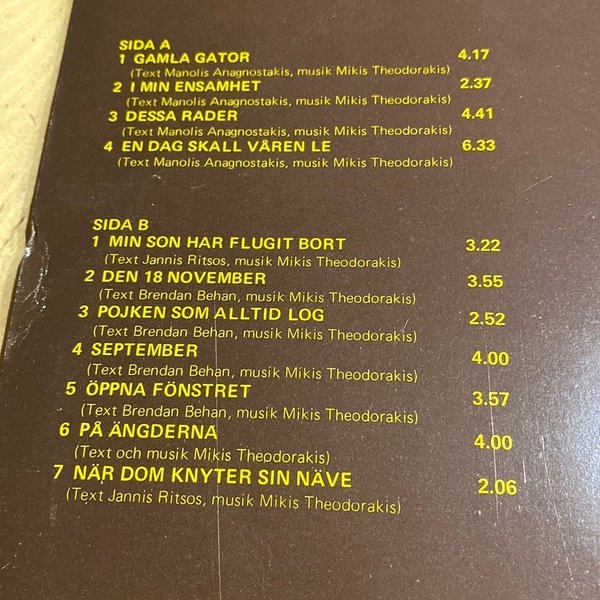 SIDA A
1 GAMLA GATOR 4.17
(Text Manolis Anagnostakis, musik Mikis Theodorakis)
2 I MIN ENSAMHET 2.37
(Text Manolis Anagnostakis, musik Mikis Theodorakis)
3 DESSA RADER 4.41
(Text Manolis Anagnostakis, musik Mikis Theodorakis)
4 EN DAG SKALL VÅREN LE 6.33
(Text Manolis Anagnostakis, musik Mikis Theodorakis)
SIDA B
1 MIN SON HAR FLUGIT BORT 3.22
(Text Jannis Ritsos, musik Mikis Theodorakis)
2 DEN 18 NOVEMBER 3.55
(Text Brendan Behan, musik Mikis Theodorakis)
3 POJKEN SOM ALLTID LOG 2.52
(Text Brendan Behan, musik Mikis Theodorakis)
4 SEPTEMBER 4.00
(Text Brendan Behan, musik Mikis Theodorakis)
5 ÖPPNA FÖNSTRET 3.57
(Text Brendan Behan, musik Mikis Theodorakis)
6 PÅ ÄNGDERNA 4.00
(Text och musik Mikis Theodorakis)
7 NÄR DOM KNYTER SIN NÄVE 2.06
(Text Jannis Ritsos, musik Mikis Theodorakis)